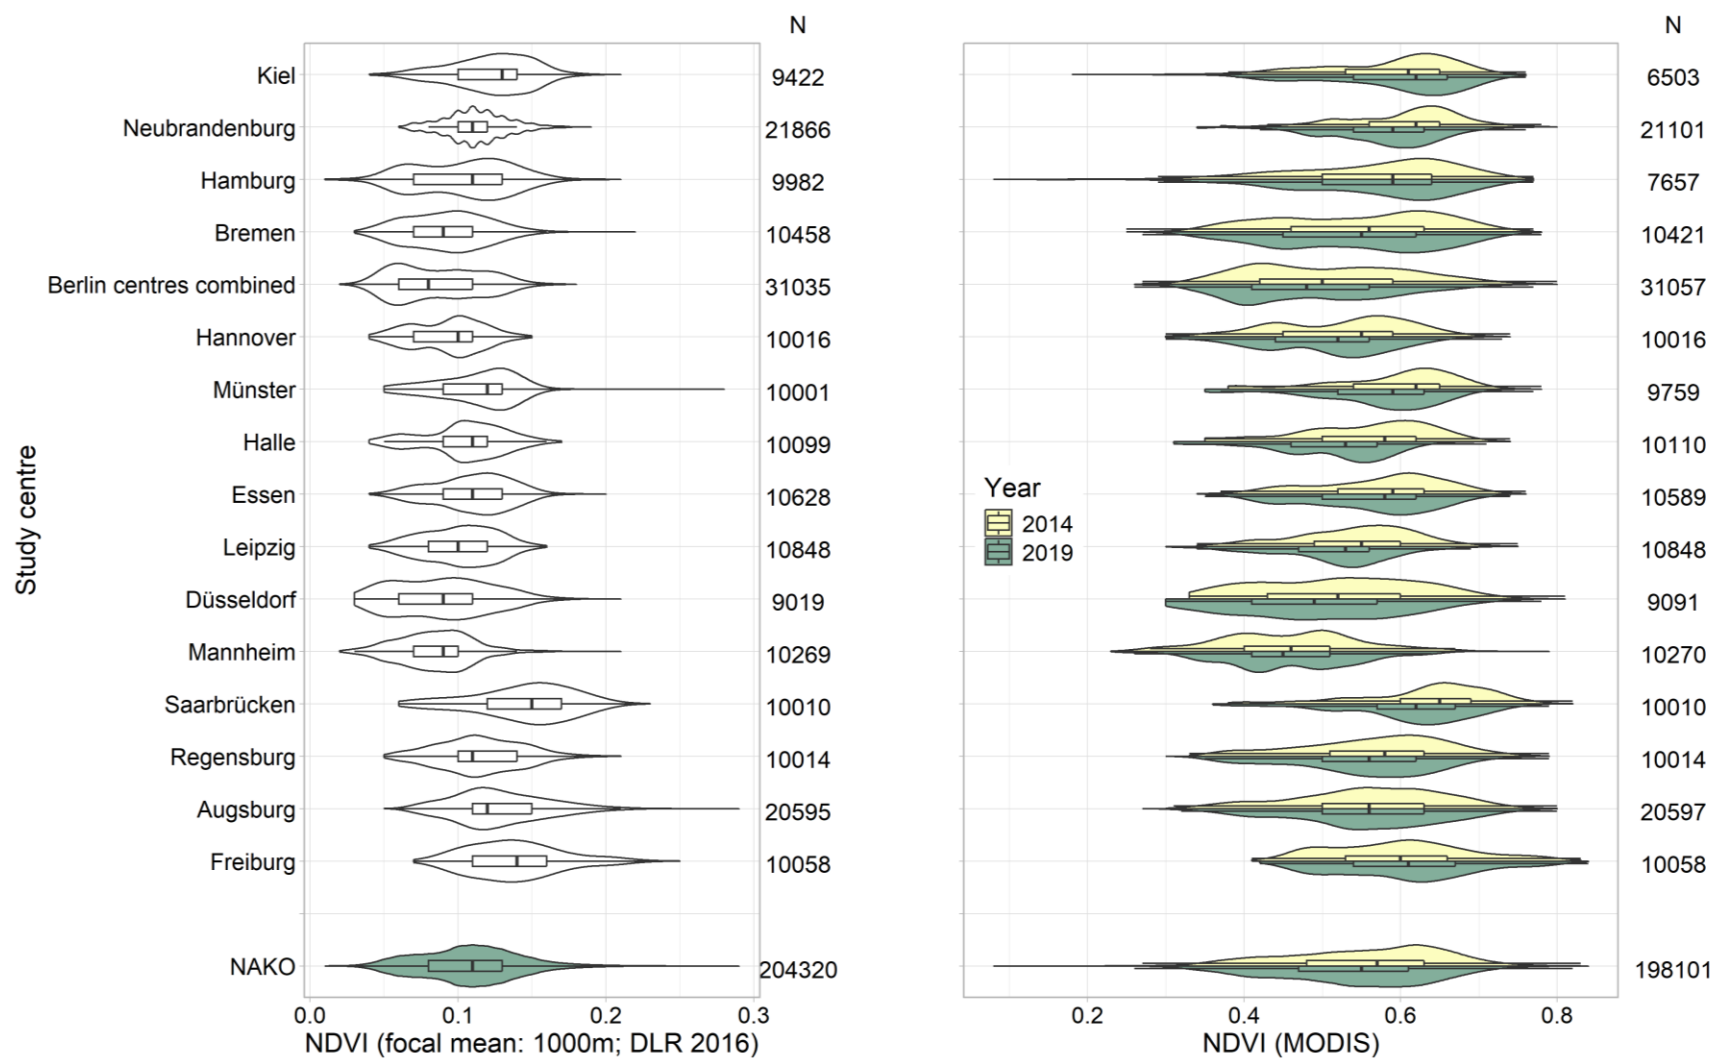 N
N
Kiel 9422 6503
Neubrandenburg 21866 21101
Hamburg 9982 7657
Bremen 10458 10421
Berlin centres combined 31035 31057
Hannover 10016 10016
Münster 10001 9759
Halle 10099 10110
Essen 10628 10589
Leipzig 10848 10848
Düsseldorf 9019 9091
Mannheim 10269 10270
Saarbrücken 10010 10010
Regensburg 10014 10014
Augsburg 20595 20597
Freiburg 10058 10058
NAKO 204320 198101
Study centre
Year
2014
2019
0.0 0.1 0.2 0.3
NDVI (focal mean: 1000m; DLR 2016)
0.2 0.4 0.6 0.8
NDVI (MODIS)